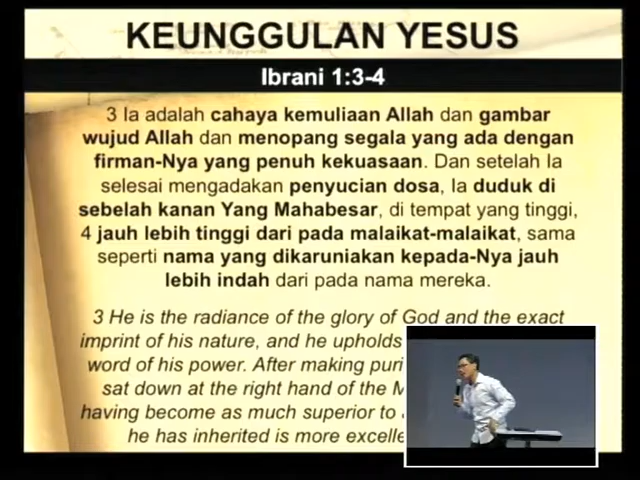 KEUNGGULAN YESUS
Ibrani 1:3-4
3 Ia adalah cahaya kemuliaan Allah dan gambar
wujud Allah dan menopang segala yang ada dengan
firman-Nya yang penuh kekuasaan. Dan setelah Ia
selesai mengadakan penyucian dosa, Ia duduk di
sebelah kanan Yang Mahabesar, di tempat yang tinggi,
4 jauh lebih tinggi dari pada malaikat-malaikat, sama
seperti nama yang dikaruniakan kepada-Nya jauh
lebih indah dari pada nama mereka.
3 He is the radiance of the glory of God and the exact
imprint of his nature, and he upholds
word of his power. After making puri
sat down at the right hand of the M
having become as much superior to
he has inherited is more excelle